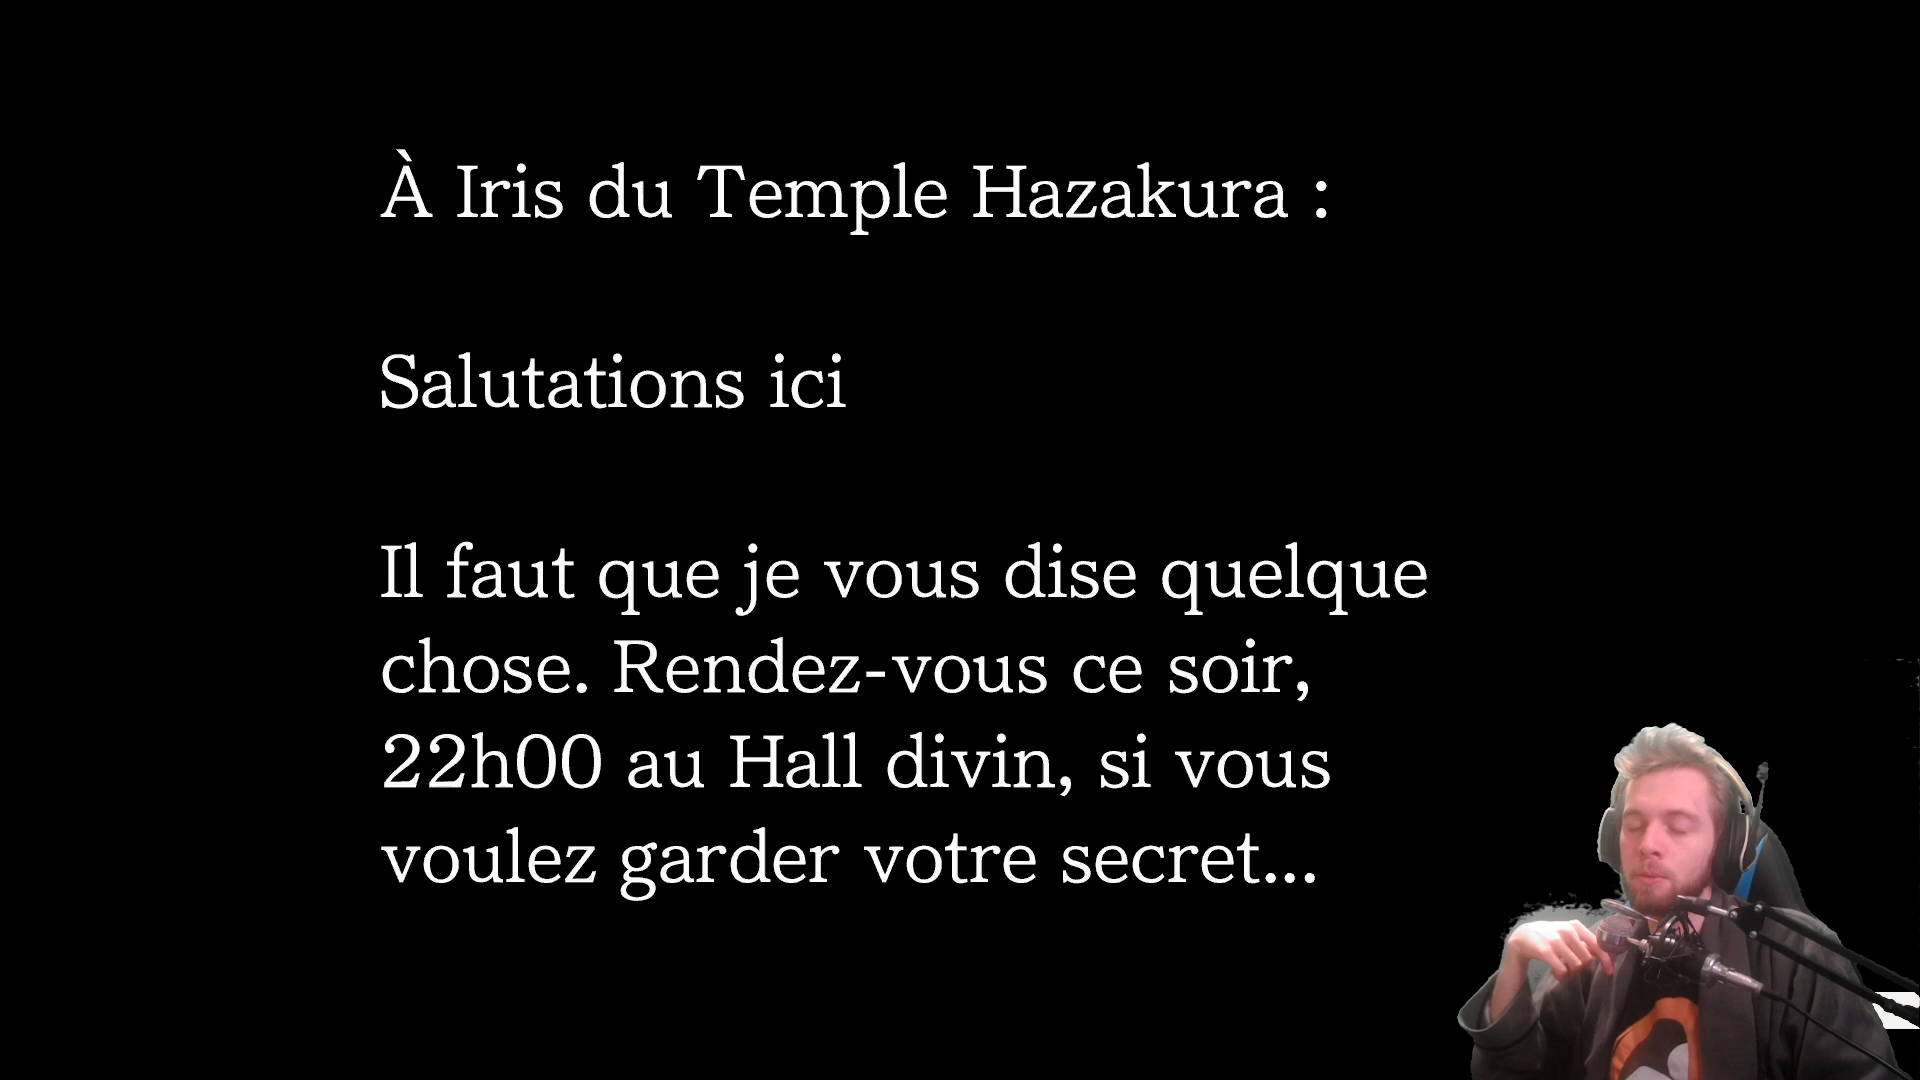 À Iris du Temple Hazakura :
Salutations ici
Il faut que je vous dise quelque
chose. Rendez-vous ce soir,
22h00 au Hall divin, si vous
voulez garder votre secret...